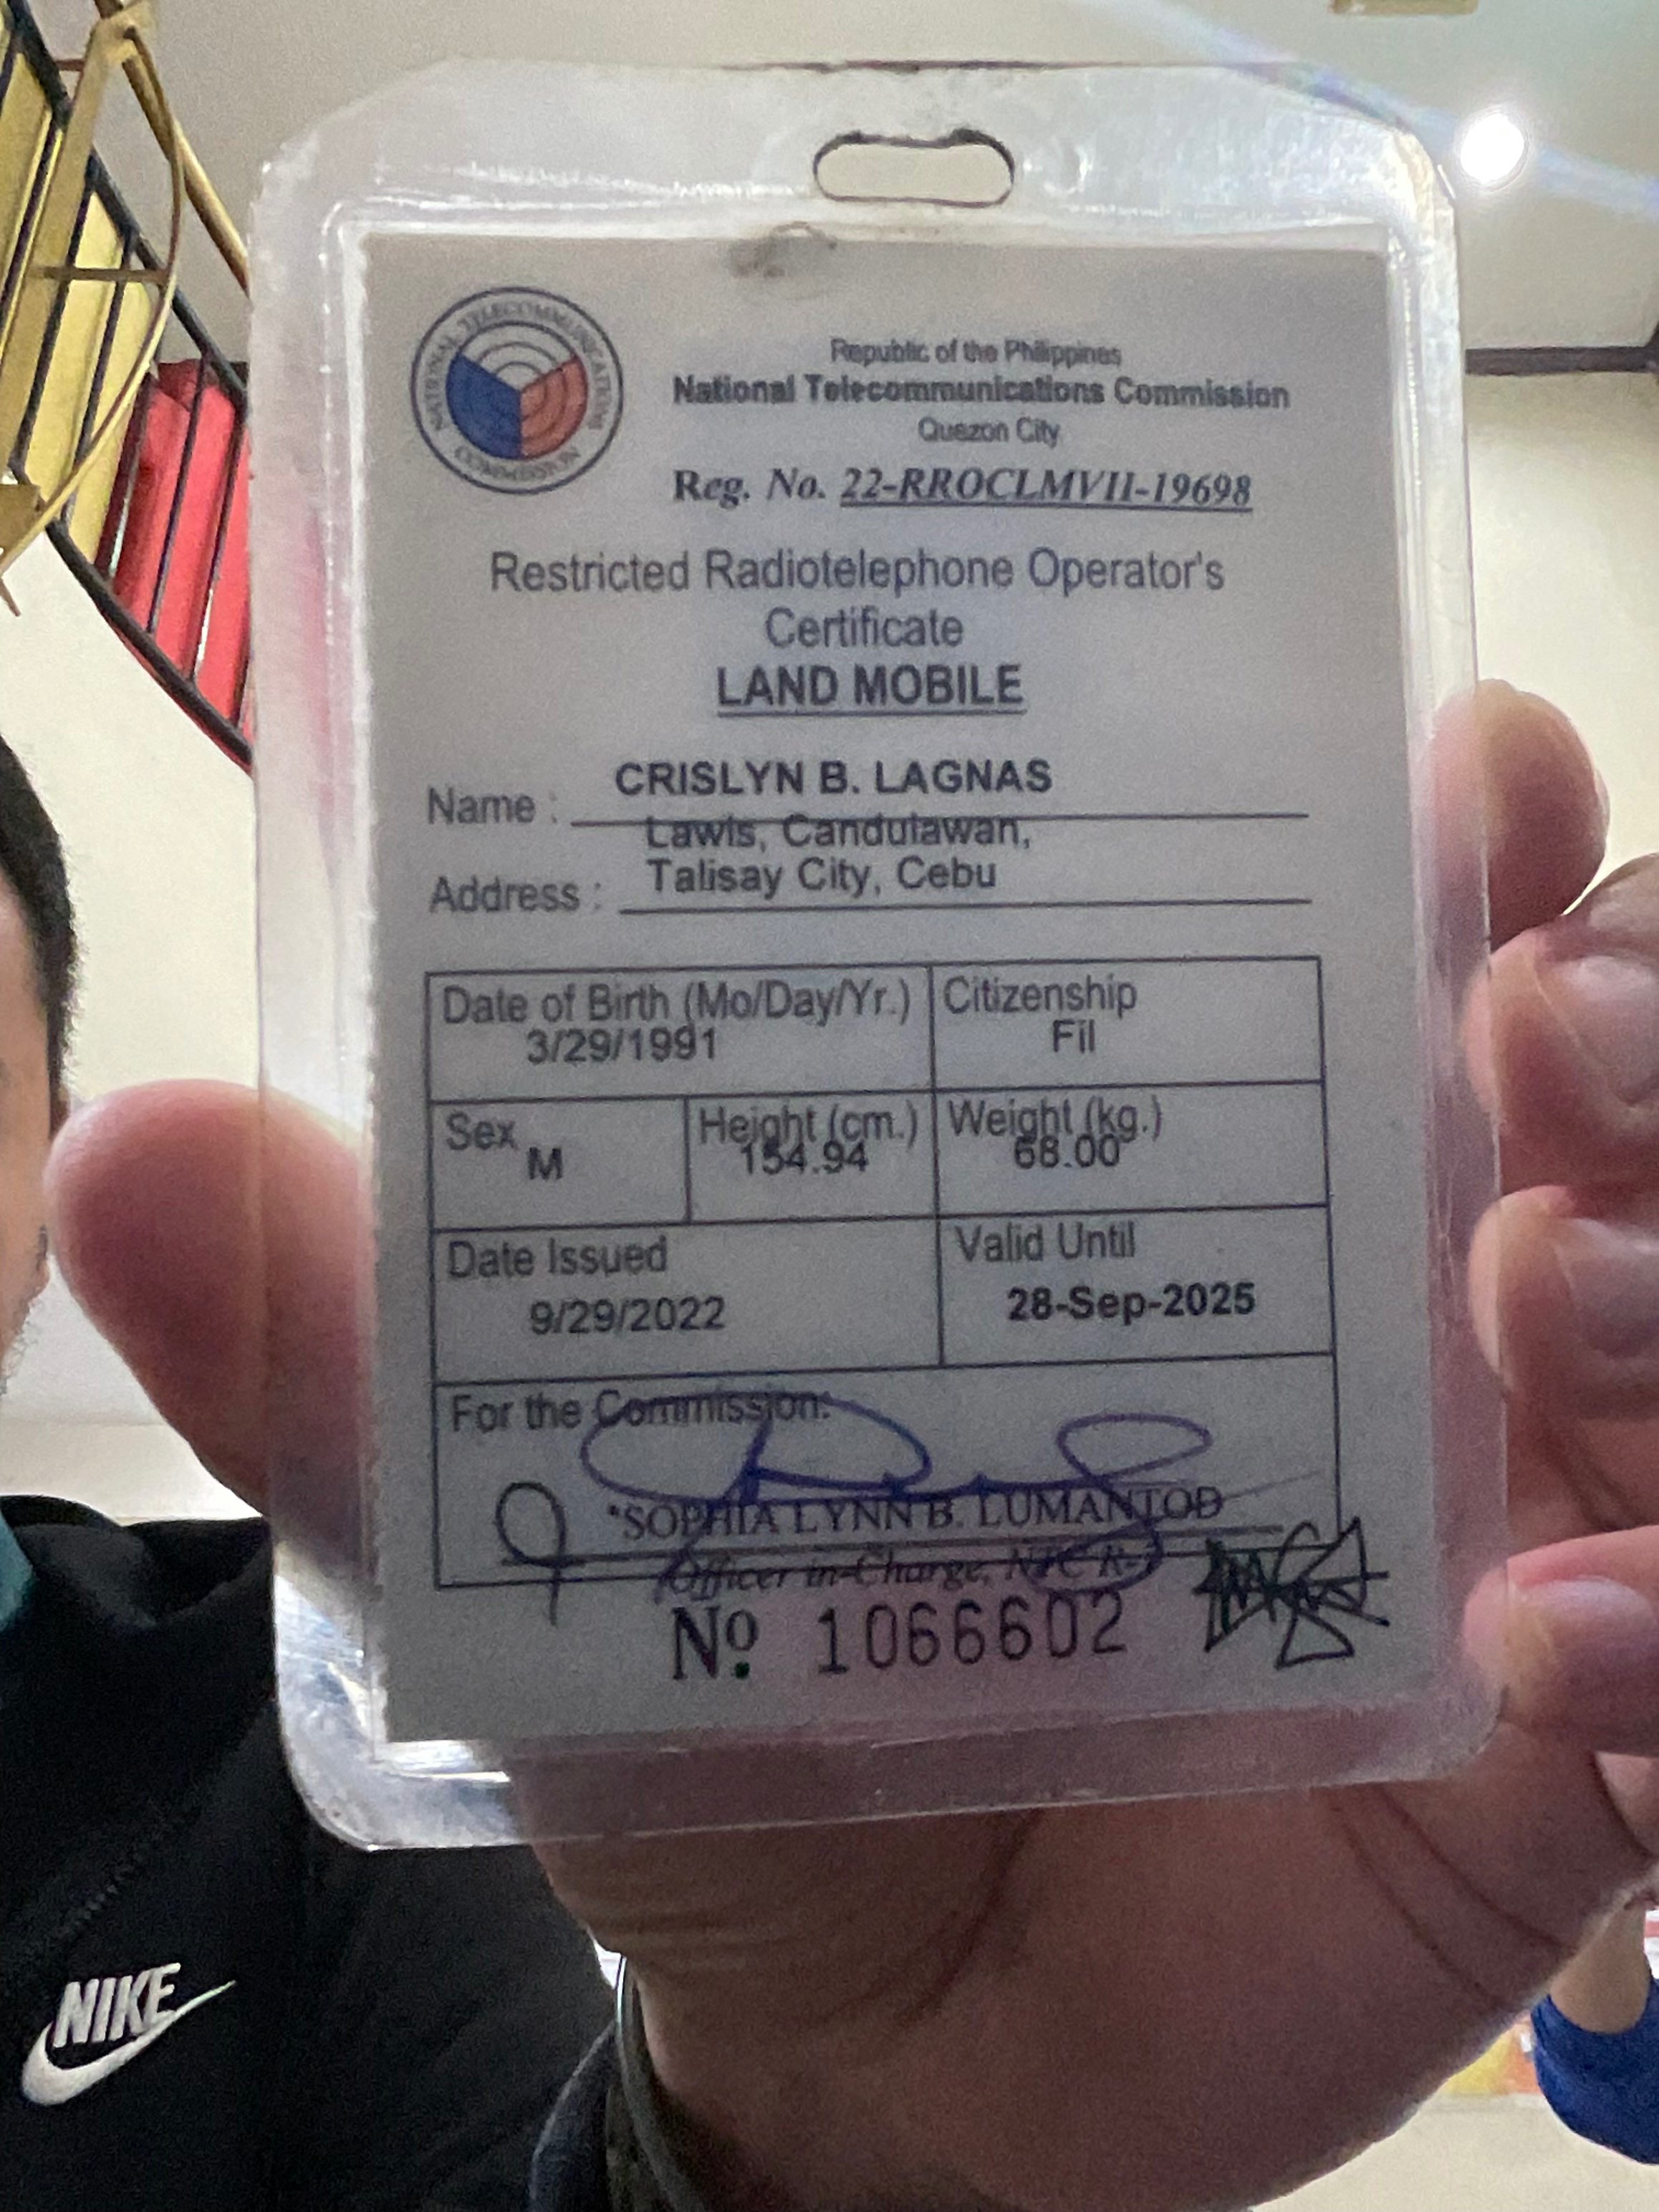 NATIONAL TELECOMMUNICATIONS COMMISSION
Republic of the Philippines
National Telecommunications Commission
Quezon City
Reg. No. 22-RROCLMVII-19698
Restricted Radiotelephone Operator's
Certificate
LAND MOBILE
Name : CRISLYN B. LAGNAS
Lawis, Candulawan,
Address : Talisay City, Cebu
Date of Birth (Mo/Day/Yr.) Citizenship
3/29/1991 Fil
Sex Height (cm.) Weight (kg.)
M 154.94 68.00
Date Issued Valid Until
9/29/2022 28-Sep-2025
For the Commission:
*SOPHIA LYNN B. LUMANTOD
Officer in-Charge, NTC R-7
Nº. 1066602
NIKE